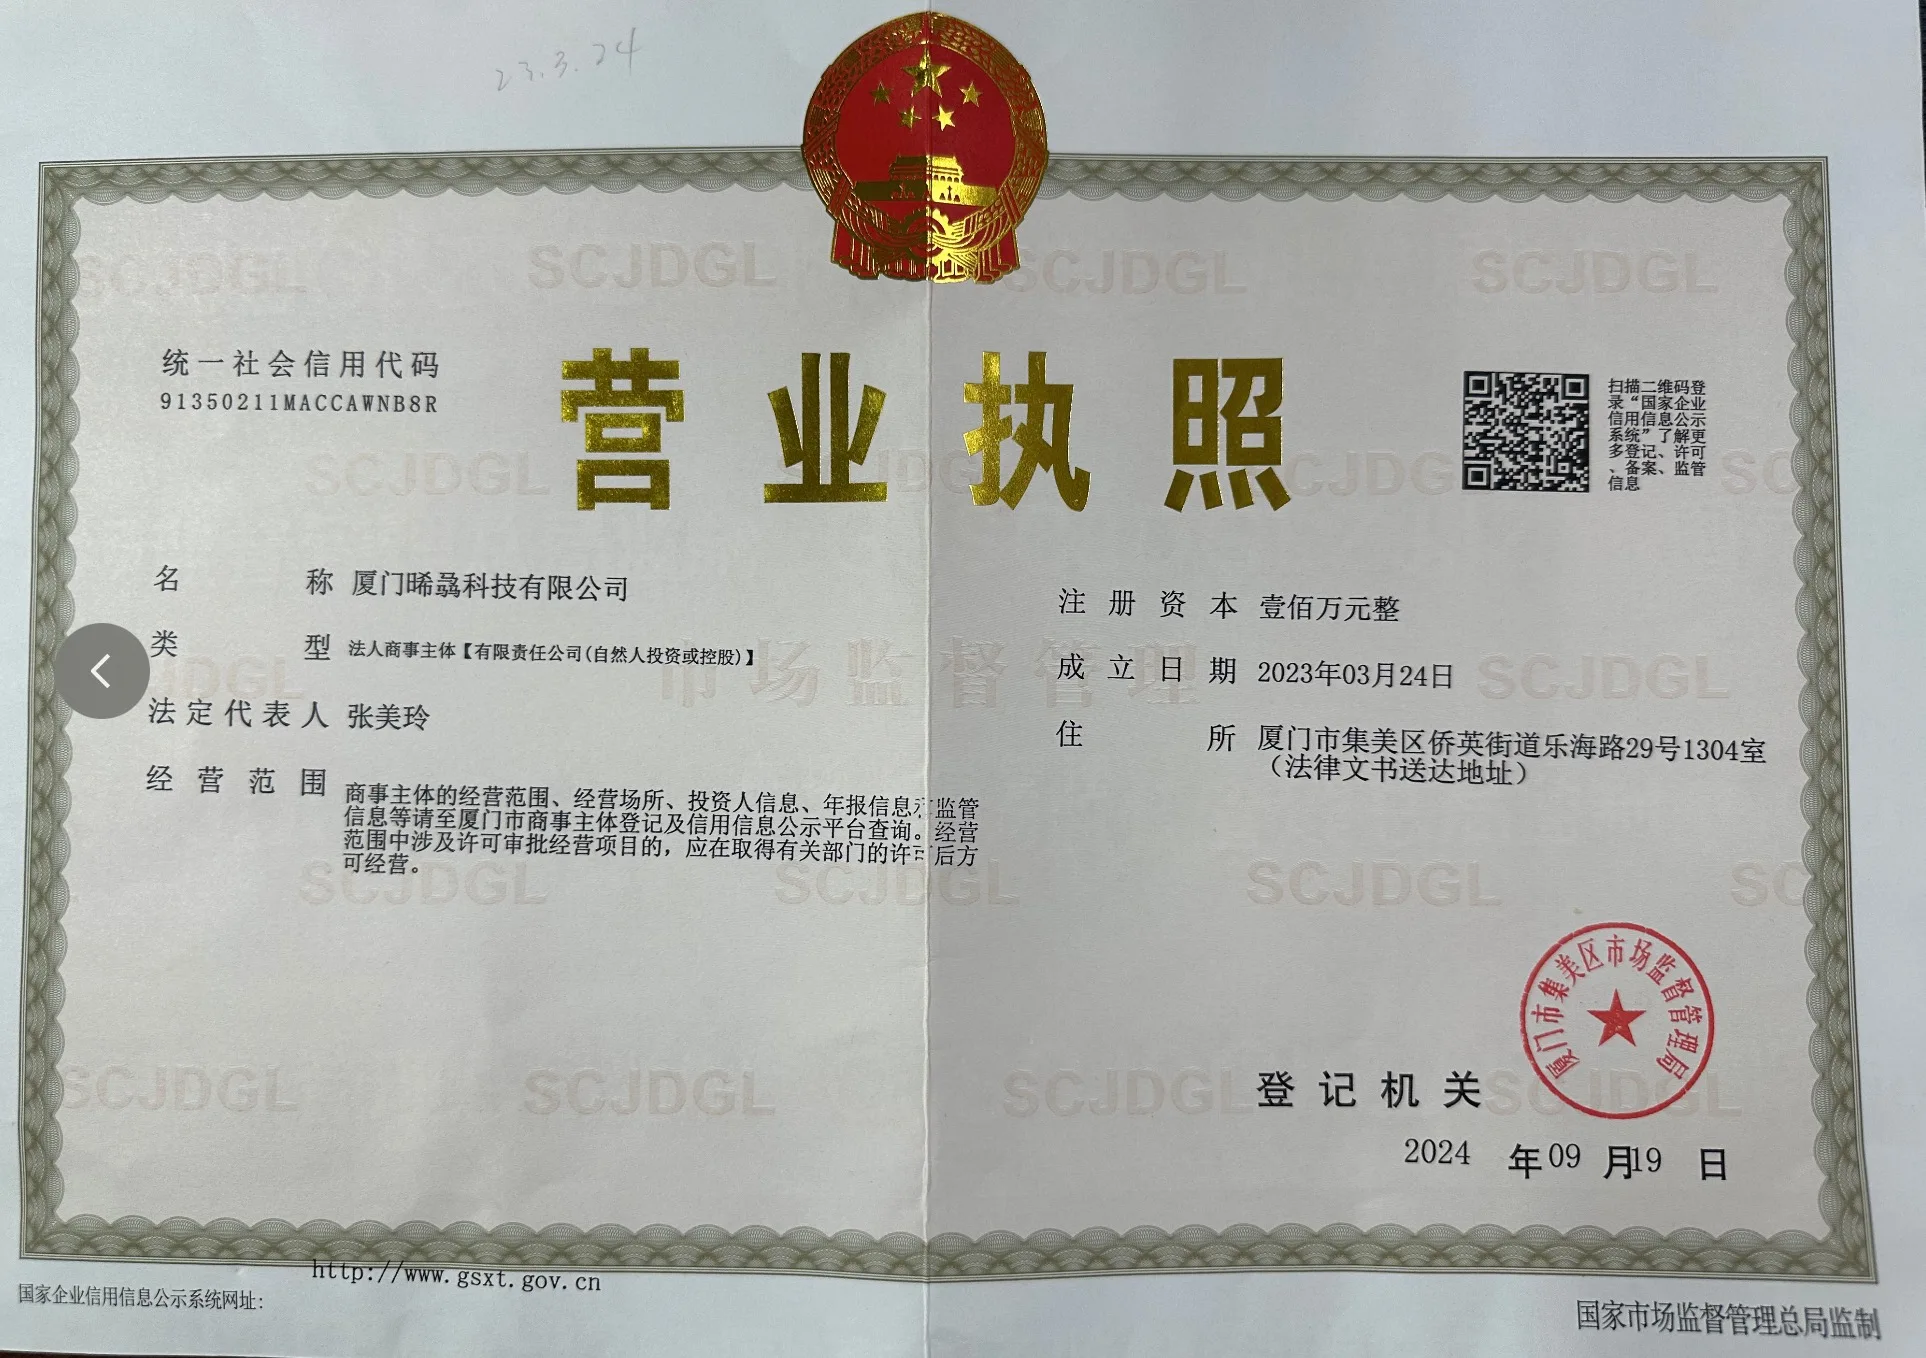 23.3.24
统一社会信用代码
91350211MACCAWNB8R
营业执照
扫描二维码登
录“国家企业
信用信息公示
系统”了解更
多登记、许可
、备案、监管
信息
名称 厦门晞骉科技有限公司
类型 法人商事主体【有限责任公司(自然人投资或控股)】
法定代表人 张美玲
经营范围 商事主体的经营范围、经营场所、投资人信息、年报信息和监管
信息等请至厦门市商事主体登记及信用信息公示平台查询。经营
范围中涉及许可审批经营项目的，应在取得有关部门的许可后方
可经营。
注册资本 壹佰万元整
成立日期 2023年03月24日
住所 厦门市集美区侨英街道乐海路29号1304室
（法律文书送达地址）
厦门市集美区市场监督管理局
登记机关
2024 年 09 月 19 日
http://www.gsxt.gov.cn
国家企业信用信息公示系统网址：
国家市场监督管理总局监制
SCJDGL
市场监督管理